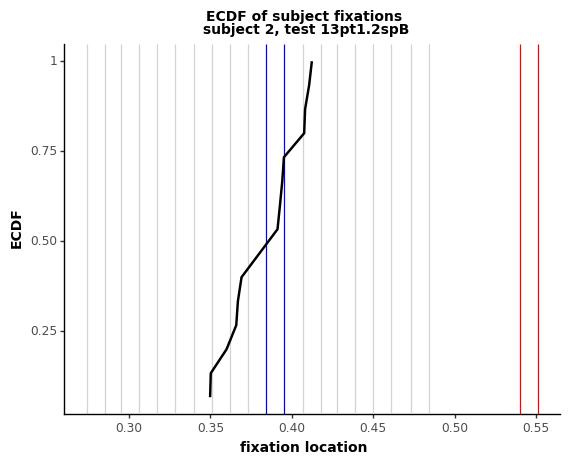 ECDF of subject fixations
subject 2, test 13pt1.2spB
1
0.75
0.50
0.25
ECDF
0.30 0.35 0.40 0.45 0.50 0.55
fixation location